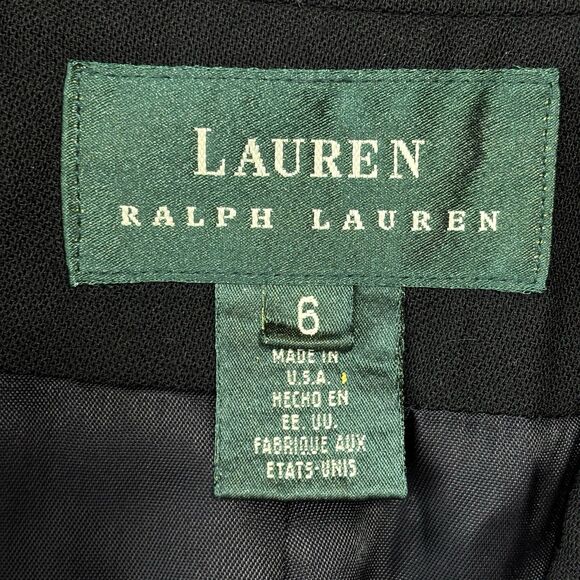 LAUREN
RALPH LAUREN
6
MADE IN
U.S.A.
HECHO EN
EE. UU.
FABRIQUE AUX
ETATS-UNIS